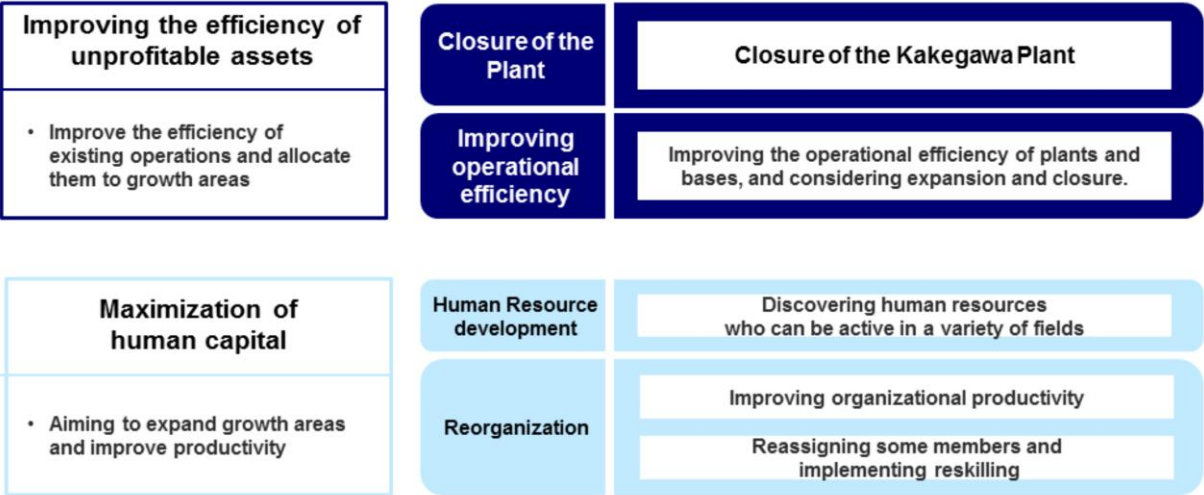 Improving the efficiency of
unprofitable assets
• Improve the efficiency of
existing operations and allocate
them to growth areas
Closure of the
Plant
Closure of the Kakegawa Plant
Improving
operational
efficiency
Improving the operational efficiency of plants and
bases, and considering expansion and closure.
Maximization of
human capital
• Aiming to expand growth areas
and improve productivity
Human Resource
development
Discovering human resources
who can be active in a variety of fields
Reorganization
Improving organizational productivity
Reassigning some members and
implementing reskilling